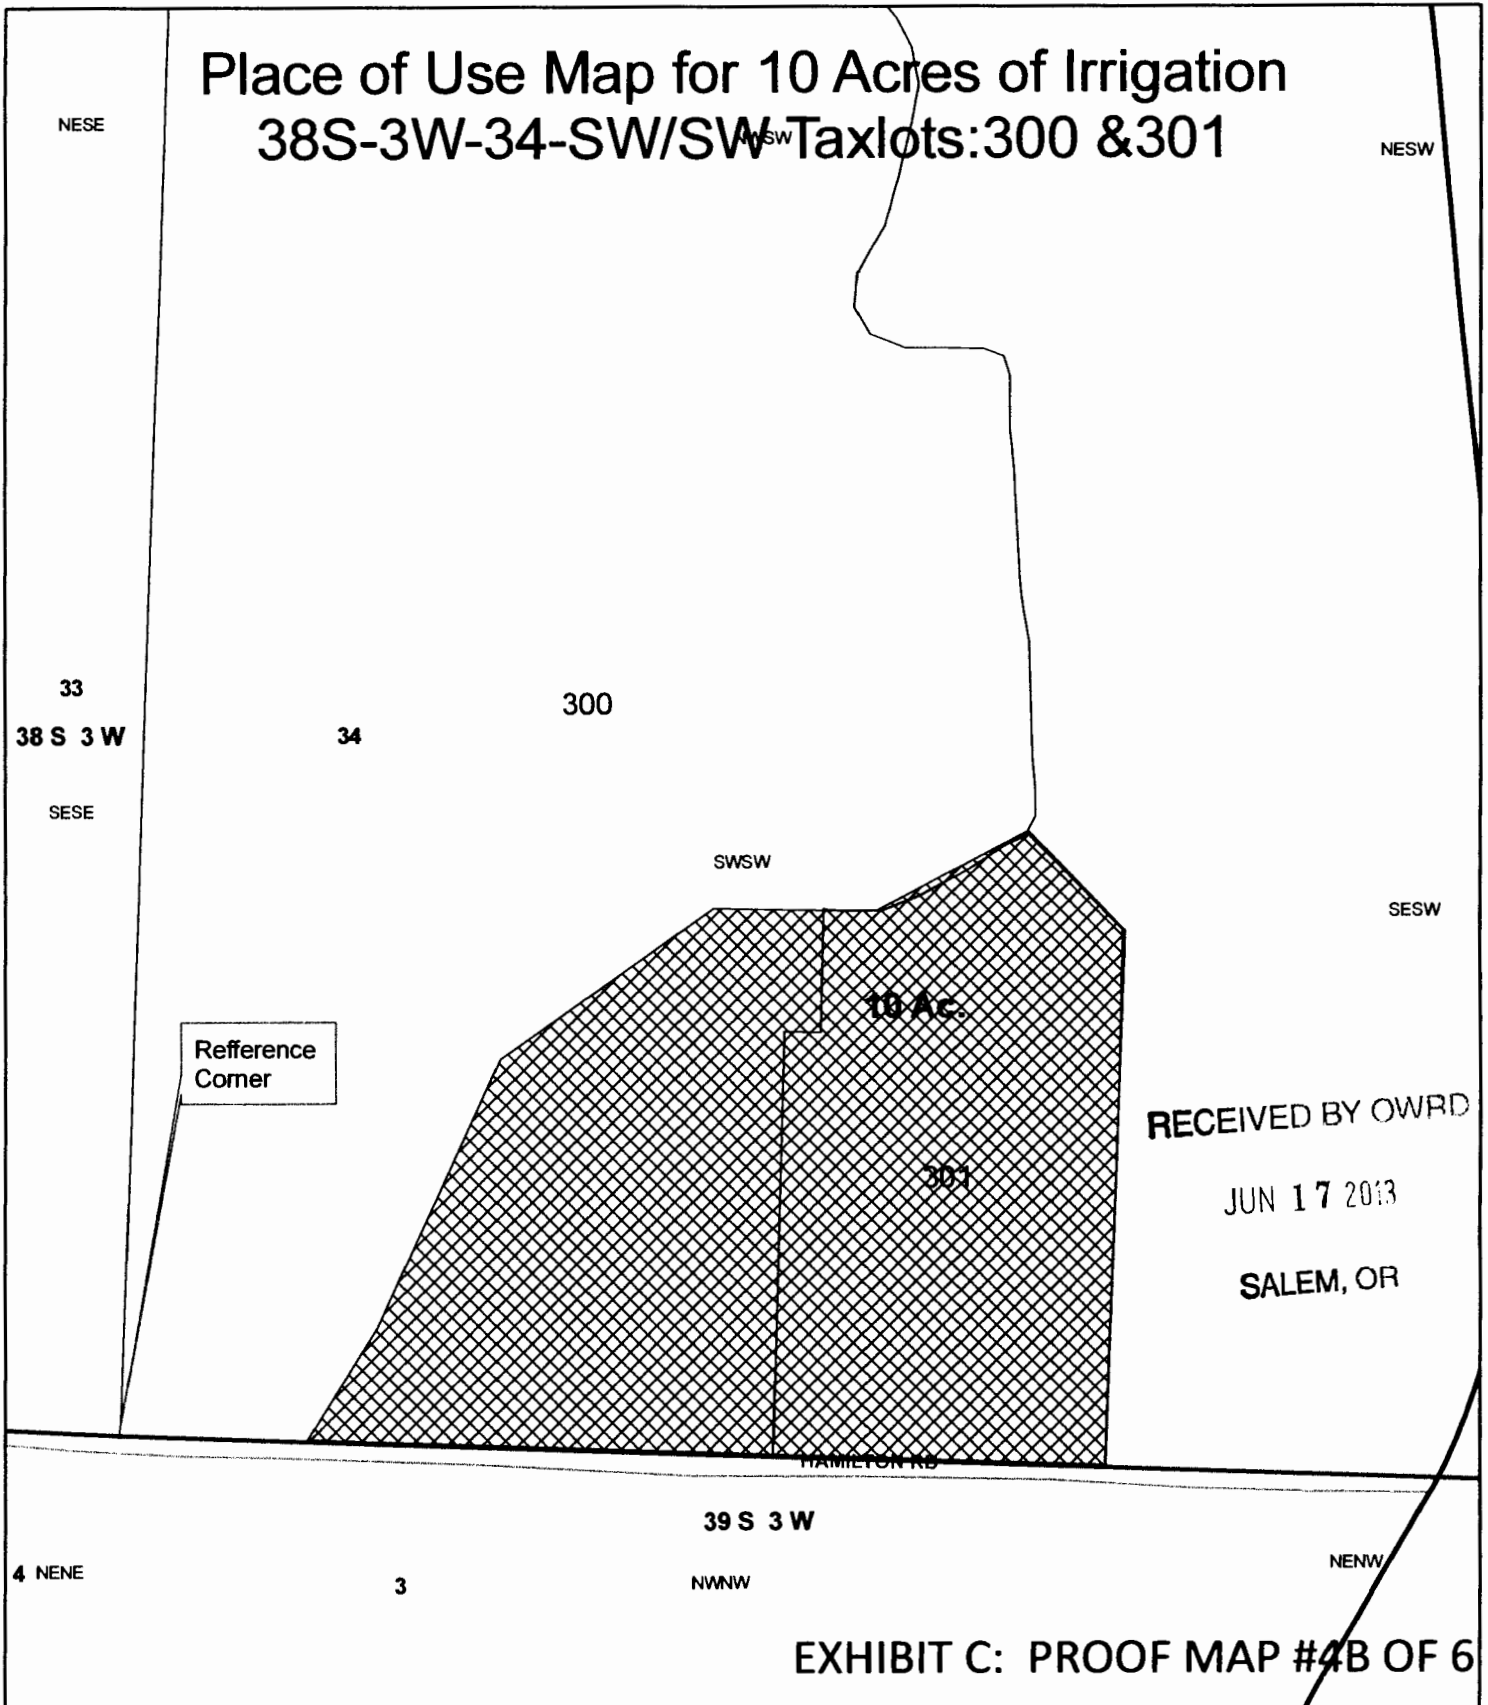 Place of Use Map for 10 Acres of Irrigation
NESE
38S-3W-34-SW/SW Taxlots:300 &301
NWSW
NESW
33
300
38 S 3 W
34
SESE
SWSW
SESW
10 Ac.
Refference
Corner
RECEIVED BY OWRD
301
JUN 17 2013
SALEM, OR
HAMILTON RD
39 S 3 W
4 NENE
3
NWNW
NENW
EXHIBIT C: PROOF MAP #4B OF 6